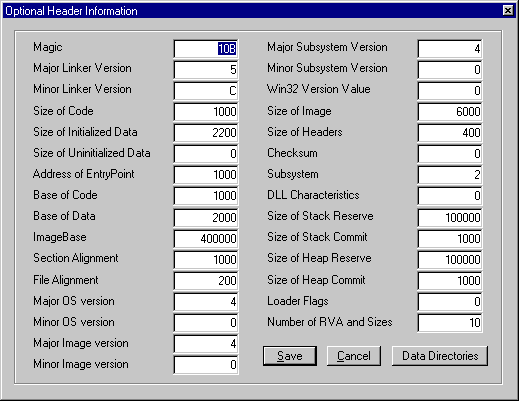 Optional Header Information
Magic 10B
Major Linker Version 5
Minor Linker Version C
Size of Code 1000
Size of Initialized Data 2200
Size of Uninitialized Data 0
Address of EntryPoint 1000
Base of Code 1000
Base of Data 2000
ImageBase 400000
Section Alignment 1000
File Alignment 200
Major OS version 4
Minor OS version 0
Major Image version 4
Minor Image version 0
Major Subsystem Version 4
Minor Subsystem Version 0
Win32 Version Value 0
Size of Image 6000
Size of Headers 400
Checksum 0
Subsystem 2
DLL Characteristics 0
Size of Stack Reserve 100000
Size of Stack Commit 1000
Size of Heap Reserve 100000
Size of Heap Commit 1000
Loader Flags 0
Number of RVA and Sizes 10
Save Cancel Data Directories